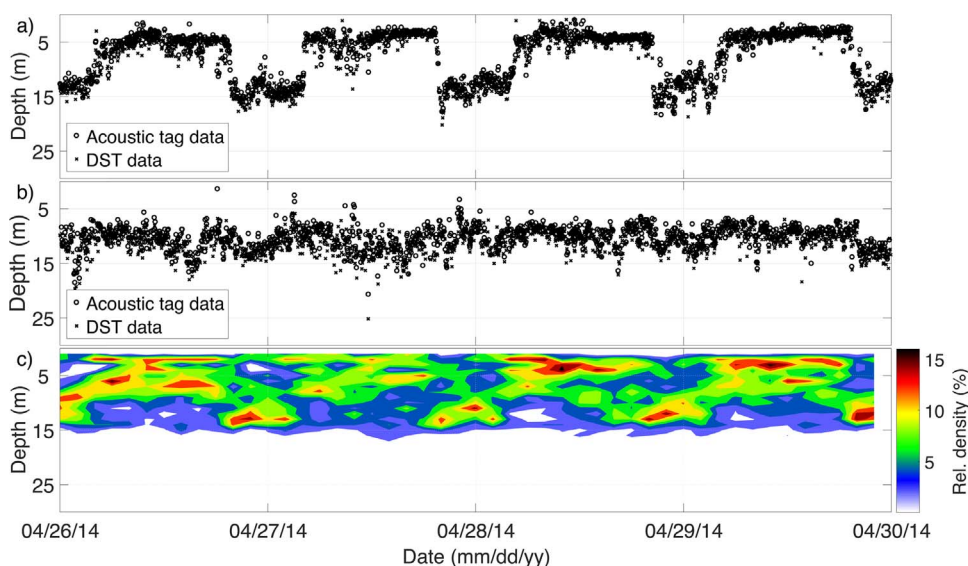 a)
5
15
25
Depth (m)
Acoustic tag data
DST data
b)
5
15
25
Depth (m)
Acoustic tag data
DST data
c)
5
15
25
Depth (m)
15
10
5
Rel. density (%)
04/26/14 04/27/14 04/28/14 04/29/14 04/30/14
Date (mm/dd/yy)